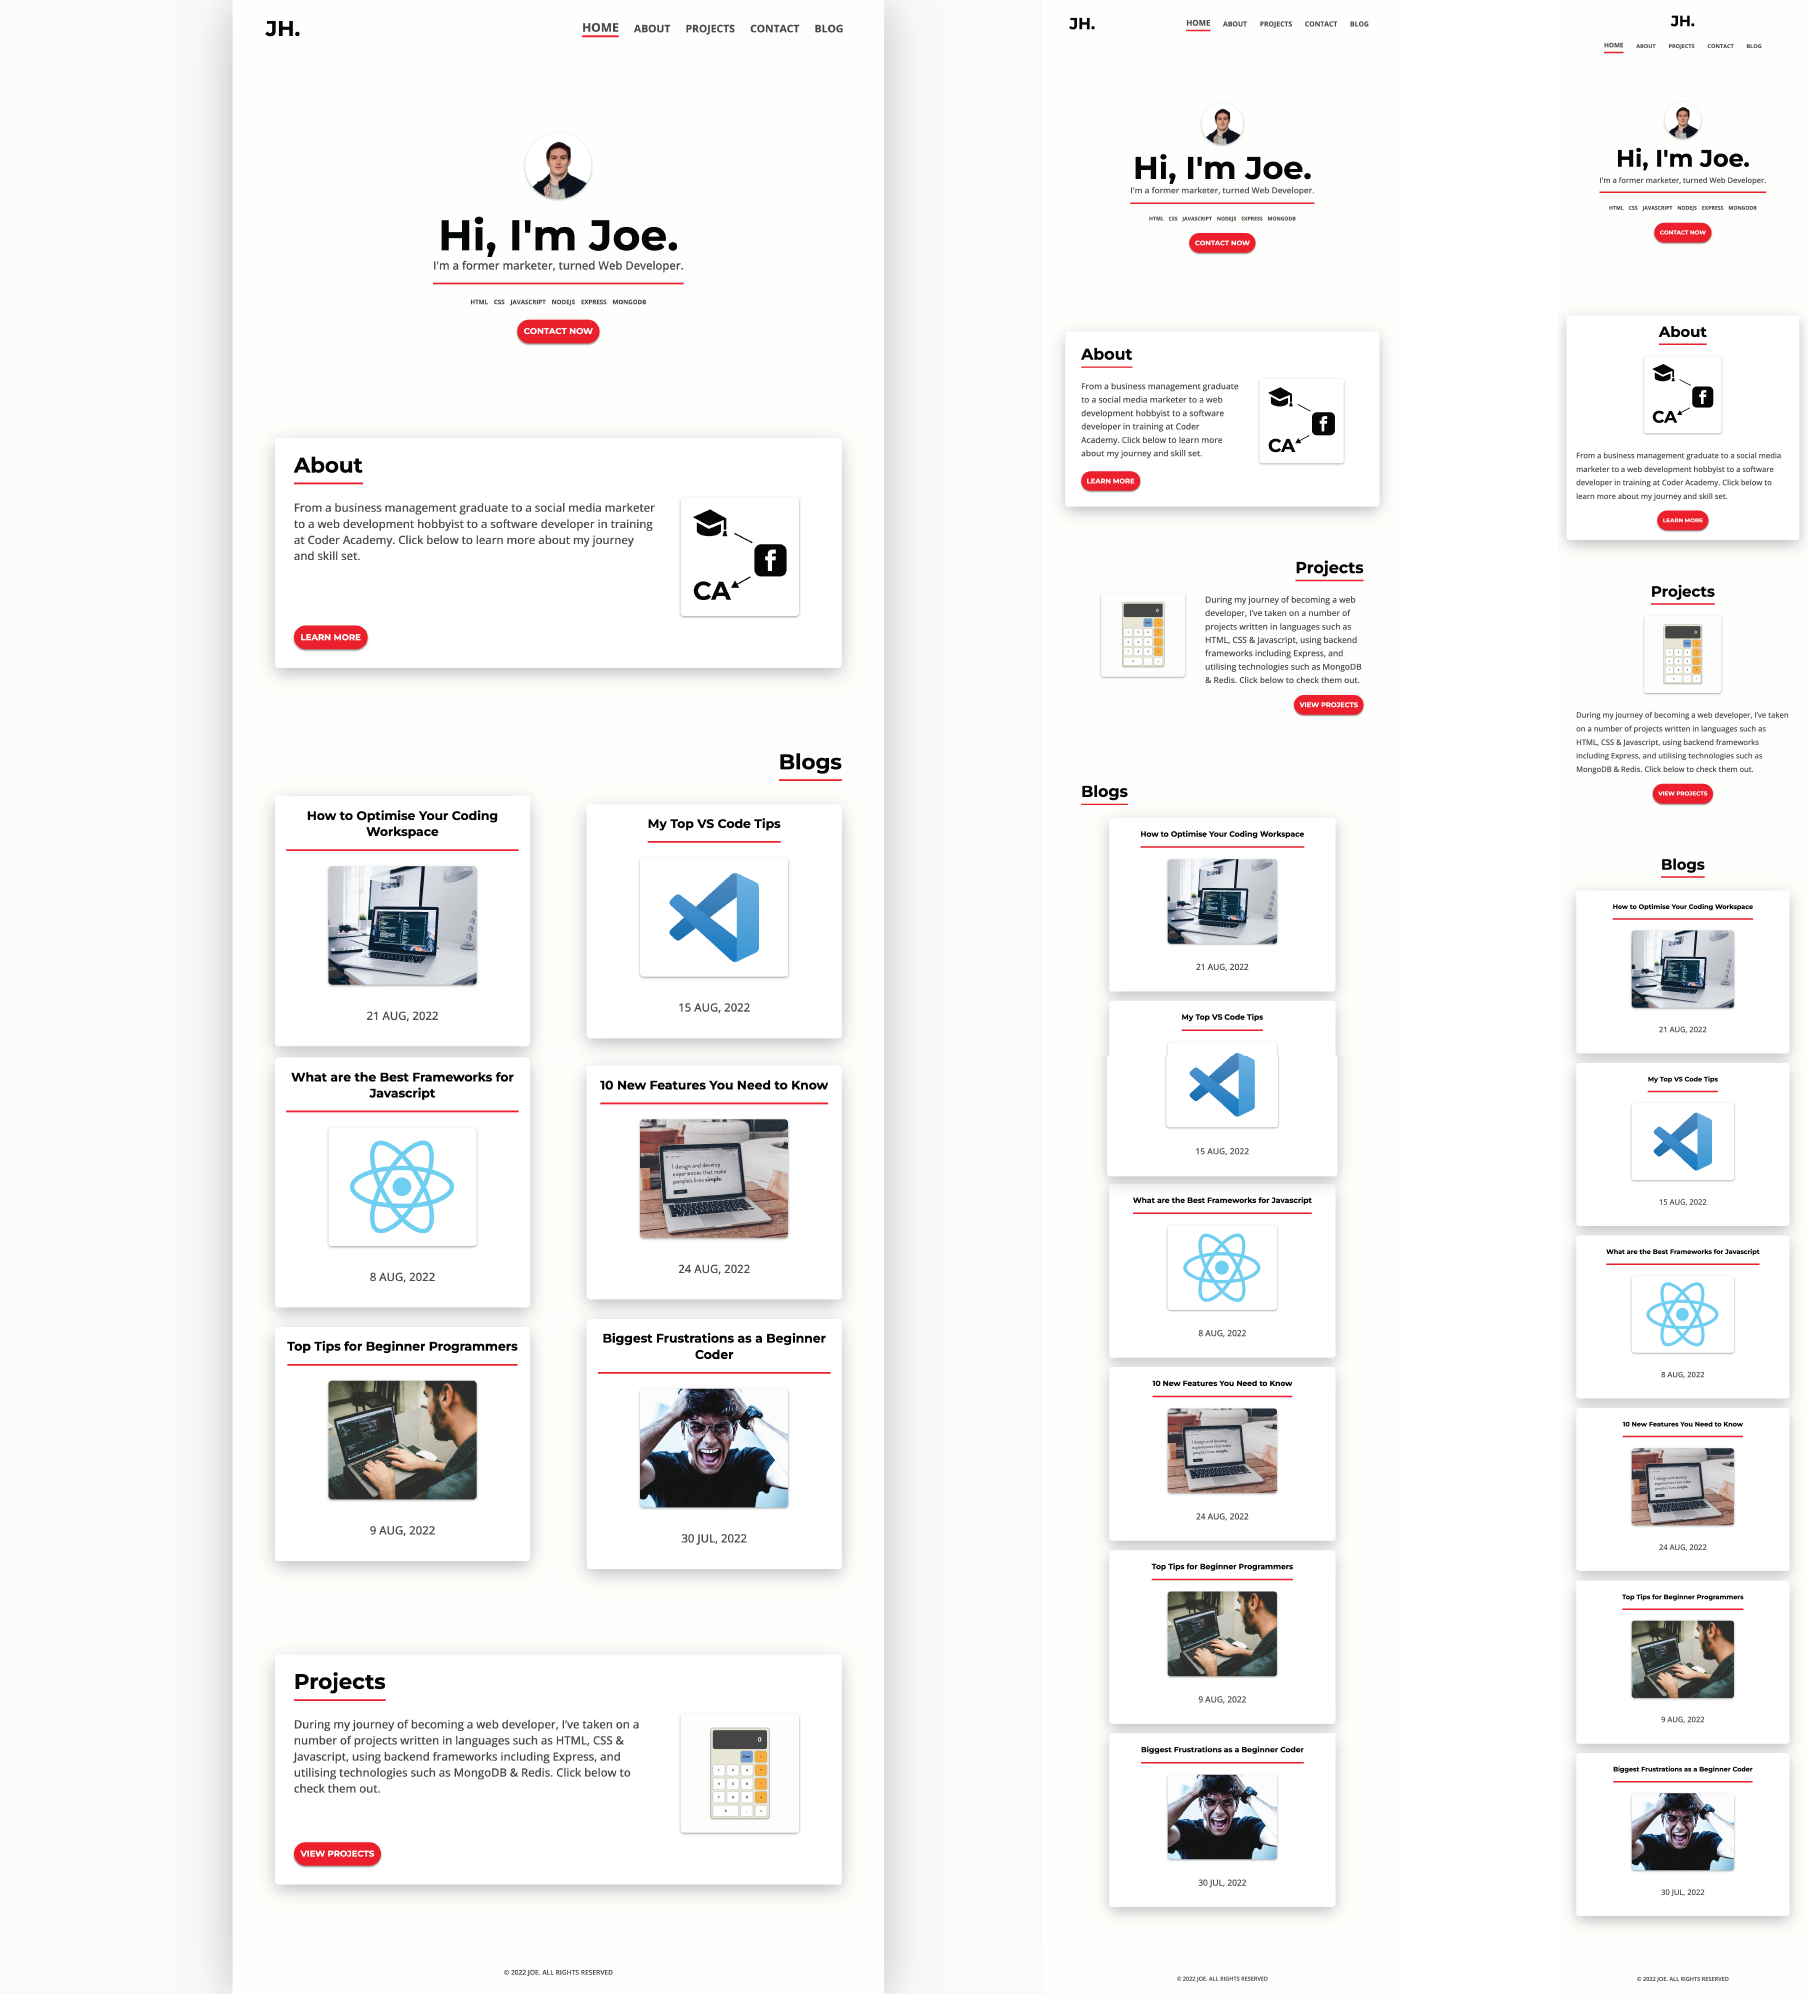 JH.
HOME ABOUT PROJECTS CONTACT BLOG
Hi, I'm Joe.
I'm a former marketer, turned Web Developer.
HTML CSS JAVASCRIPT NODEJS EXPRESS MONGODB
CONTACT NOW
About
From a business management graduate to a social media marketer
to a web development hobbyist to a software developer in training
at Coder Academy. Click below to learn more about my journey
and skill set.
f
CA
LEARN MORE
Blogs
How to Optimise Your Coding
Workspace
21 AUG, 2022
My Top VS Code Tips
15 AUG, 2022
What are the Best Frameworks for
Javascript
8 AUG, 2022
10 New Features You Need to Know
I design and develop
experiences that make
people's lives simple.
24 AUG, 2022
Top Tips for Beginner Programmers
9 AUG, 2022
Biggest Frustrations as a Beginner
Coder
30 JUL, 2022
Projects
During my journey of becoming a web developer, I've taken on a
number of projects written in languages such as HTML, CSS &
Javascript, using backend frameworks including Express, and
utilising technologies such as MongoDB & Redis. Click below to
check them out.
0
VIEW PROJECTS
© 2022 JOE. ALL RIGHTS RESERVED
JH.
HOME ABOUT PROJECTS CONTACT BLOG
Hi, I'm Joe.
I'm a former marketer, turned Web Developer.
HTML CSS JAVASCRIPT NODEJS EXPRESS MONGODB
CONTACT NOW
About
From a business management graduate
to a social media marketer to a web
development hobbyist to a software
developer in training at Coder
Academy. Click below to learn more
about my journey and skill set.
f
CA
LEARN MORE
Projects
0
During my journey of becoming a web
developer, I've taken on a number of
projects written in languages such as
HTML, CSS & Javascript, using backend
frameworks including Express, and
utilising technologies such as MongoDB
& Redis. Click below to check them out.
VIEW PROJECTS
Blogs
How to Optimise Your Coding Workspace
21 AUG, 2022
My Top VS Code Tips
15 AUG, 2022
What are the Best Frameworks for Javascript
8 AUG, 2022
10 New Features You Need to Know
I design and develop
experiences that make
people's lives simple.
24 AUG, 2022
Top Tips for Beginner Programmers
9 AUG, 2022
Biggest Frustrations as a Beginner Coder
30 JUL, 2022
© 2022 JOE. ALL RIGHTS RESERVED
JH.
HOME ABOUT PROJECTS CONTACT BLOG
Hi, I'm Joe.
I'm a former marketer, turned Web Developer.
HTML CSS JAVASCRIPT NODEJS EXPRESS MONGODB
CONTACT NOW
About
f
CA
From a business management graduate to a social media
marketer to a web development hobbyist to a software
developer in training at Coder Academy. Click below to
learn more about my journey and skill set.
LEARN MORE
Projects
0
During my journey of becoming a web developer, I've taken
on a number of projects written in languages such as
HTML, CSS & Javascript, using backend frameworks
including Express, and utilising technologies such as
MongoDB & Redis. Click below to check them out.
VIEW PROJECTS
Blogs
How to Optimise Your Coding Workspace
21 AUG, 2022
My Top VS Code Tips
15 AUG, 2022
What are the Best Frameworks for Javascript
8 AUG, 2022
10 New Features You Need to Know
I design and develop
experiences that make
people's lives simple.
24 AUG, 2022
Top Tips for Beginner Programmers
9 AUG, 2022
Biggest Frustrations as a Beginner Coder
30 JUL, 2022
© 2022 JOE. ALL RIGHTS RESERVED